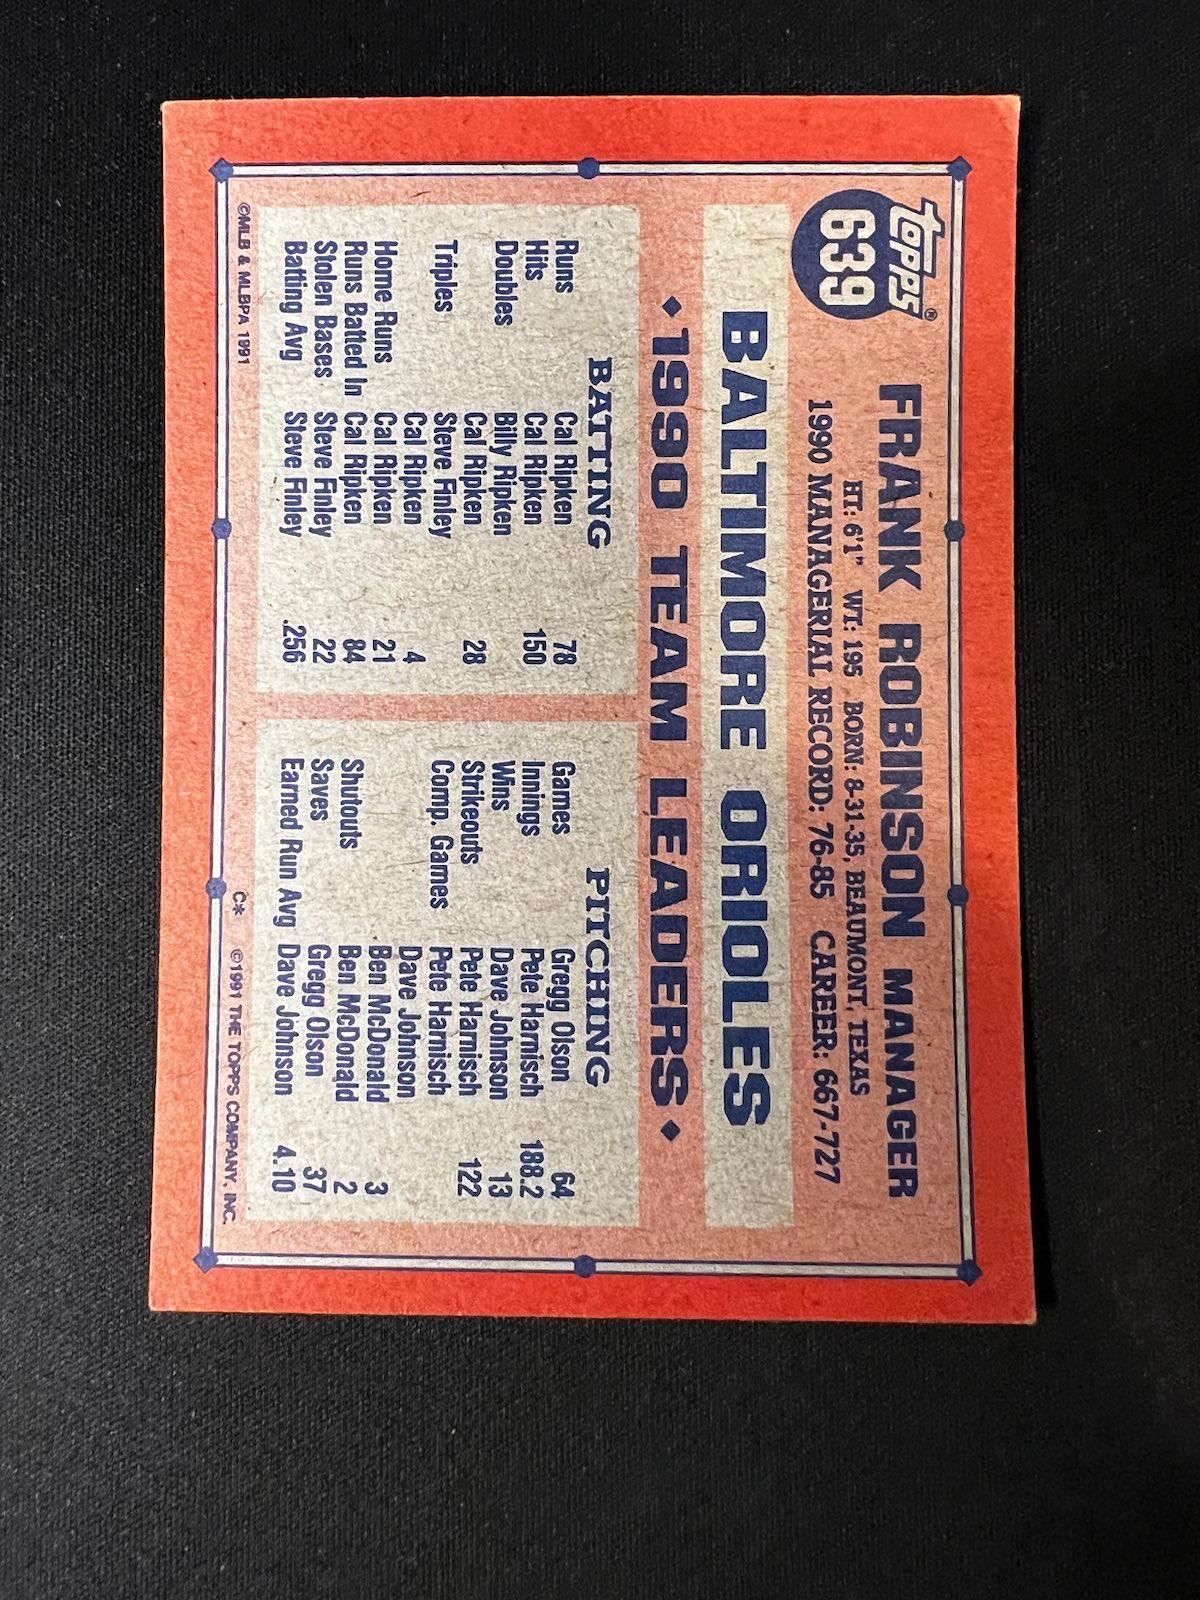 topps®
639
FRANK ROBINSON MANAGER
HT: 6'1" WT: 195 BORN: 8-31-35, BEAUMONT, TEXAS
1990 MANAGERIAL RECORD: 76-85 CAREER: 667-727
BALTIMORE ORIOLES
♦1990 TEAM LEADERS♦
BATTING
Runs Cal Ripken 78
Hits Cal Ripken 150
Doubles Billy Ripken
Cal Ripken 28
Triples Steve Finley
Cal Ripken 4
Home Runs Cal Ripken 21
Runs Batted In Cal Ripken 84
Stolen Bases Steve Finley 22
Batting Avg Steve Finley .256
PITCHING
Games Gregg Olson 64
Innings Pete Harnisch 188.2
Wins Dave Johnson 13
Strikeouts Pete Harnisch 122
Comp. Games Pete Harnisch
Dave Johnson
Ben McDonald 3
Shutouts Ben McDonald 2
Saves Gregg Olson 37
Earned Run Avg Dave Johnson 4.10
©MLB & MLBPA 1991
C* ©1991 THE TOPPS COMPANY, INC.